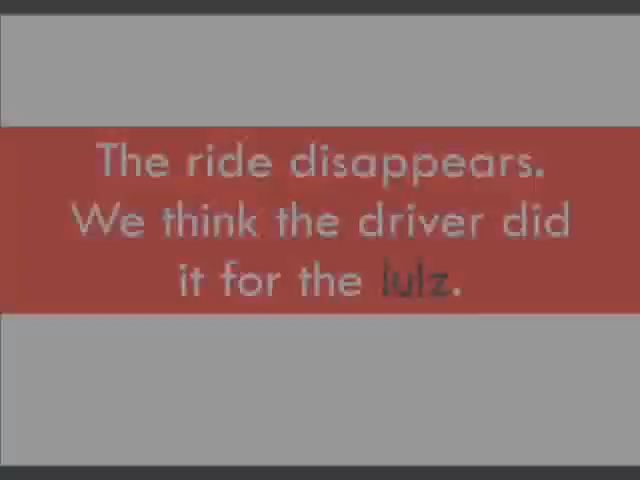 The ride disappears.
We think the driver did
it for the lulz.